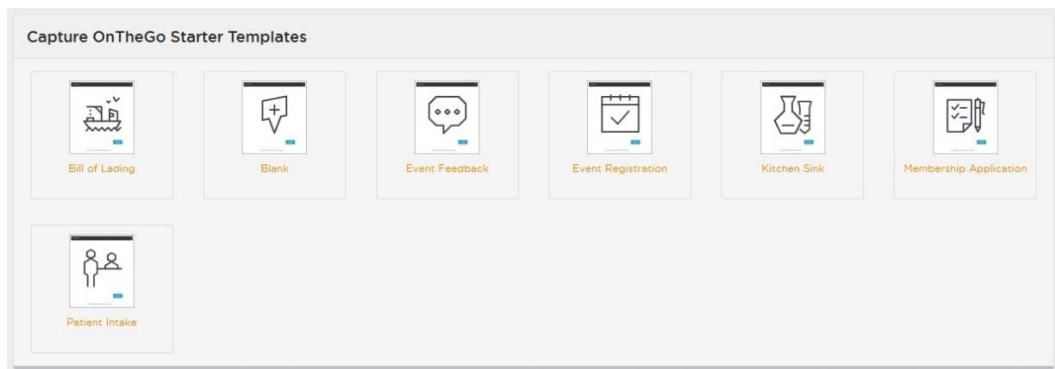 Capture OnTheGo Starter Templates
Bill of Lading
Blank
Event Feedback
Event Registration
Kitchen Sink
Membership Application
Patient Intake